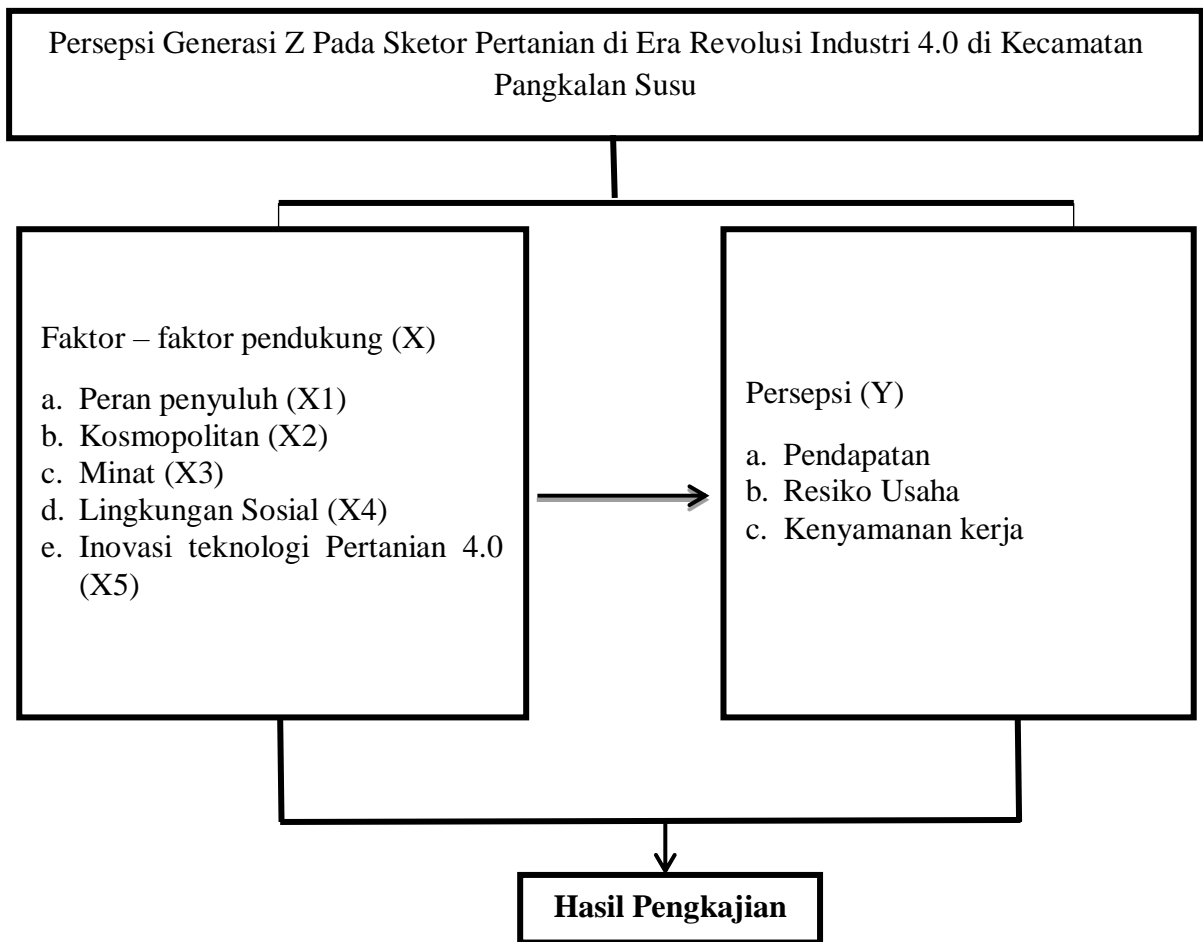 Persepsi Generasi Z Pada Sketor Pertanian di Era Revolusi Industri 4.0 di Kecamatan
Pangkalan Susu
Faktor – faktor pendukung (X)
a. Peran penyuluh (X1)
b. Kosmopolitan (X2)
c. Minat (X3)
d. Lingkungan Sosial (X4)
e. Inovasi teknologi Pertanian 4.0
(X5)
Persepsi (Y)
a. Pendapatan
b. Resiko Usaha
c. Kenyamanan kerja
Hasil Pengkajian